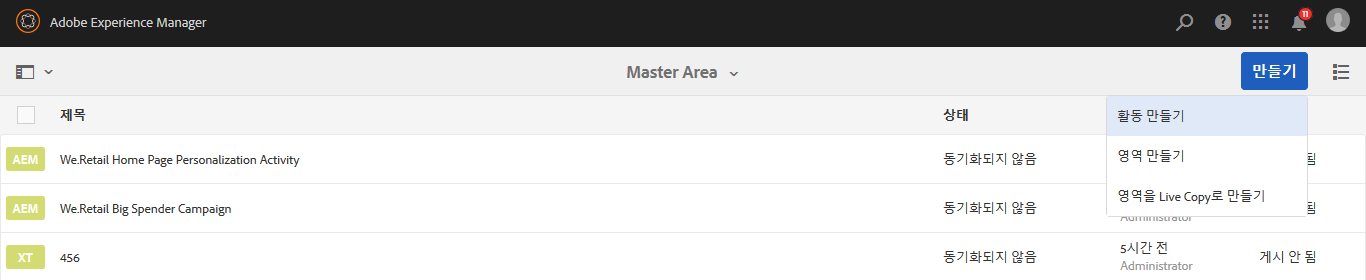 Adobe Experience Manager
11
Master Area
만들기
제목
상태
활동 만들기
AEM
We.Retail Home Page Personalization Activity
동기화되지 않음
영역 만들기
됨
AEM
We.Retail Big Spender Campaign
동기화되지 않음
영역을 Live Copy로 만들기
됨
Administrator
XT
456
동기화되지 않음
5시간 전
Administrator
게시 안 됨